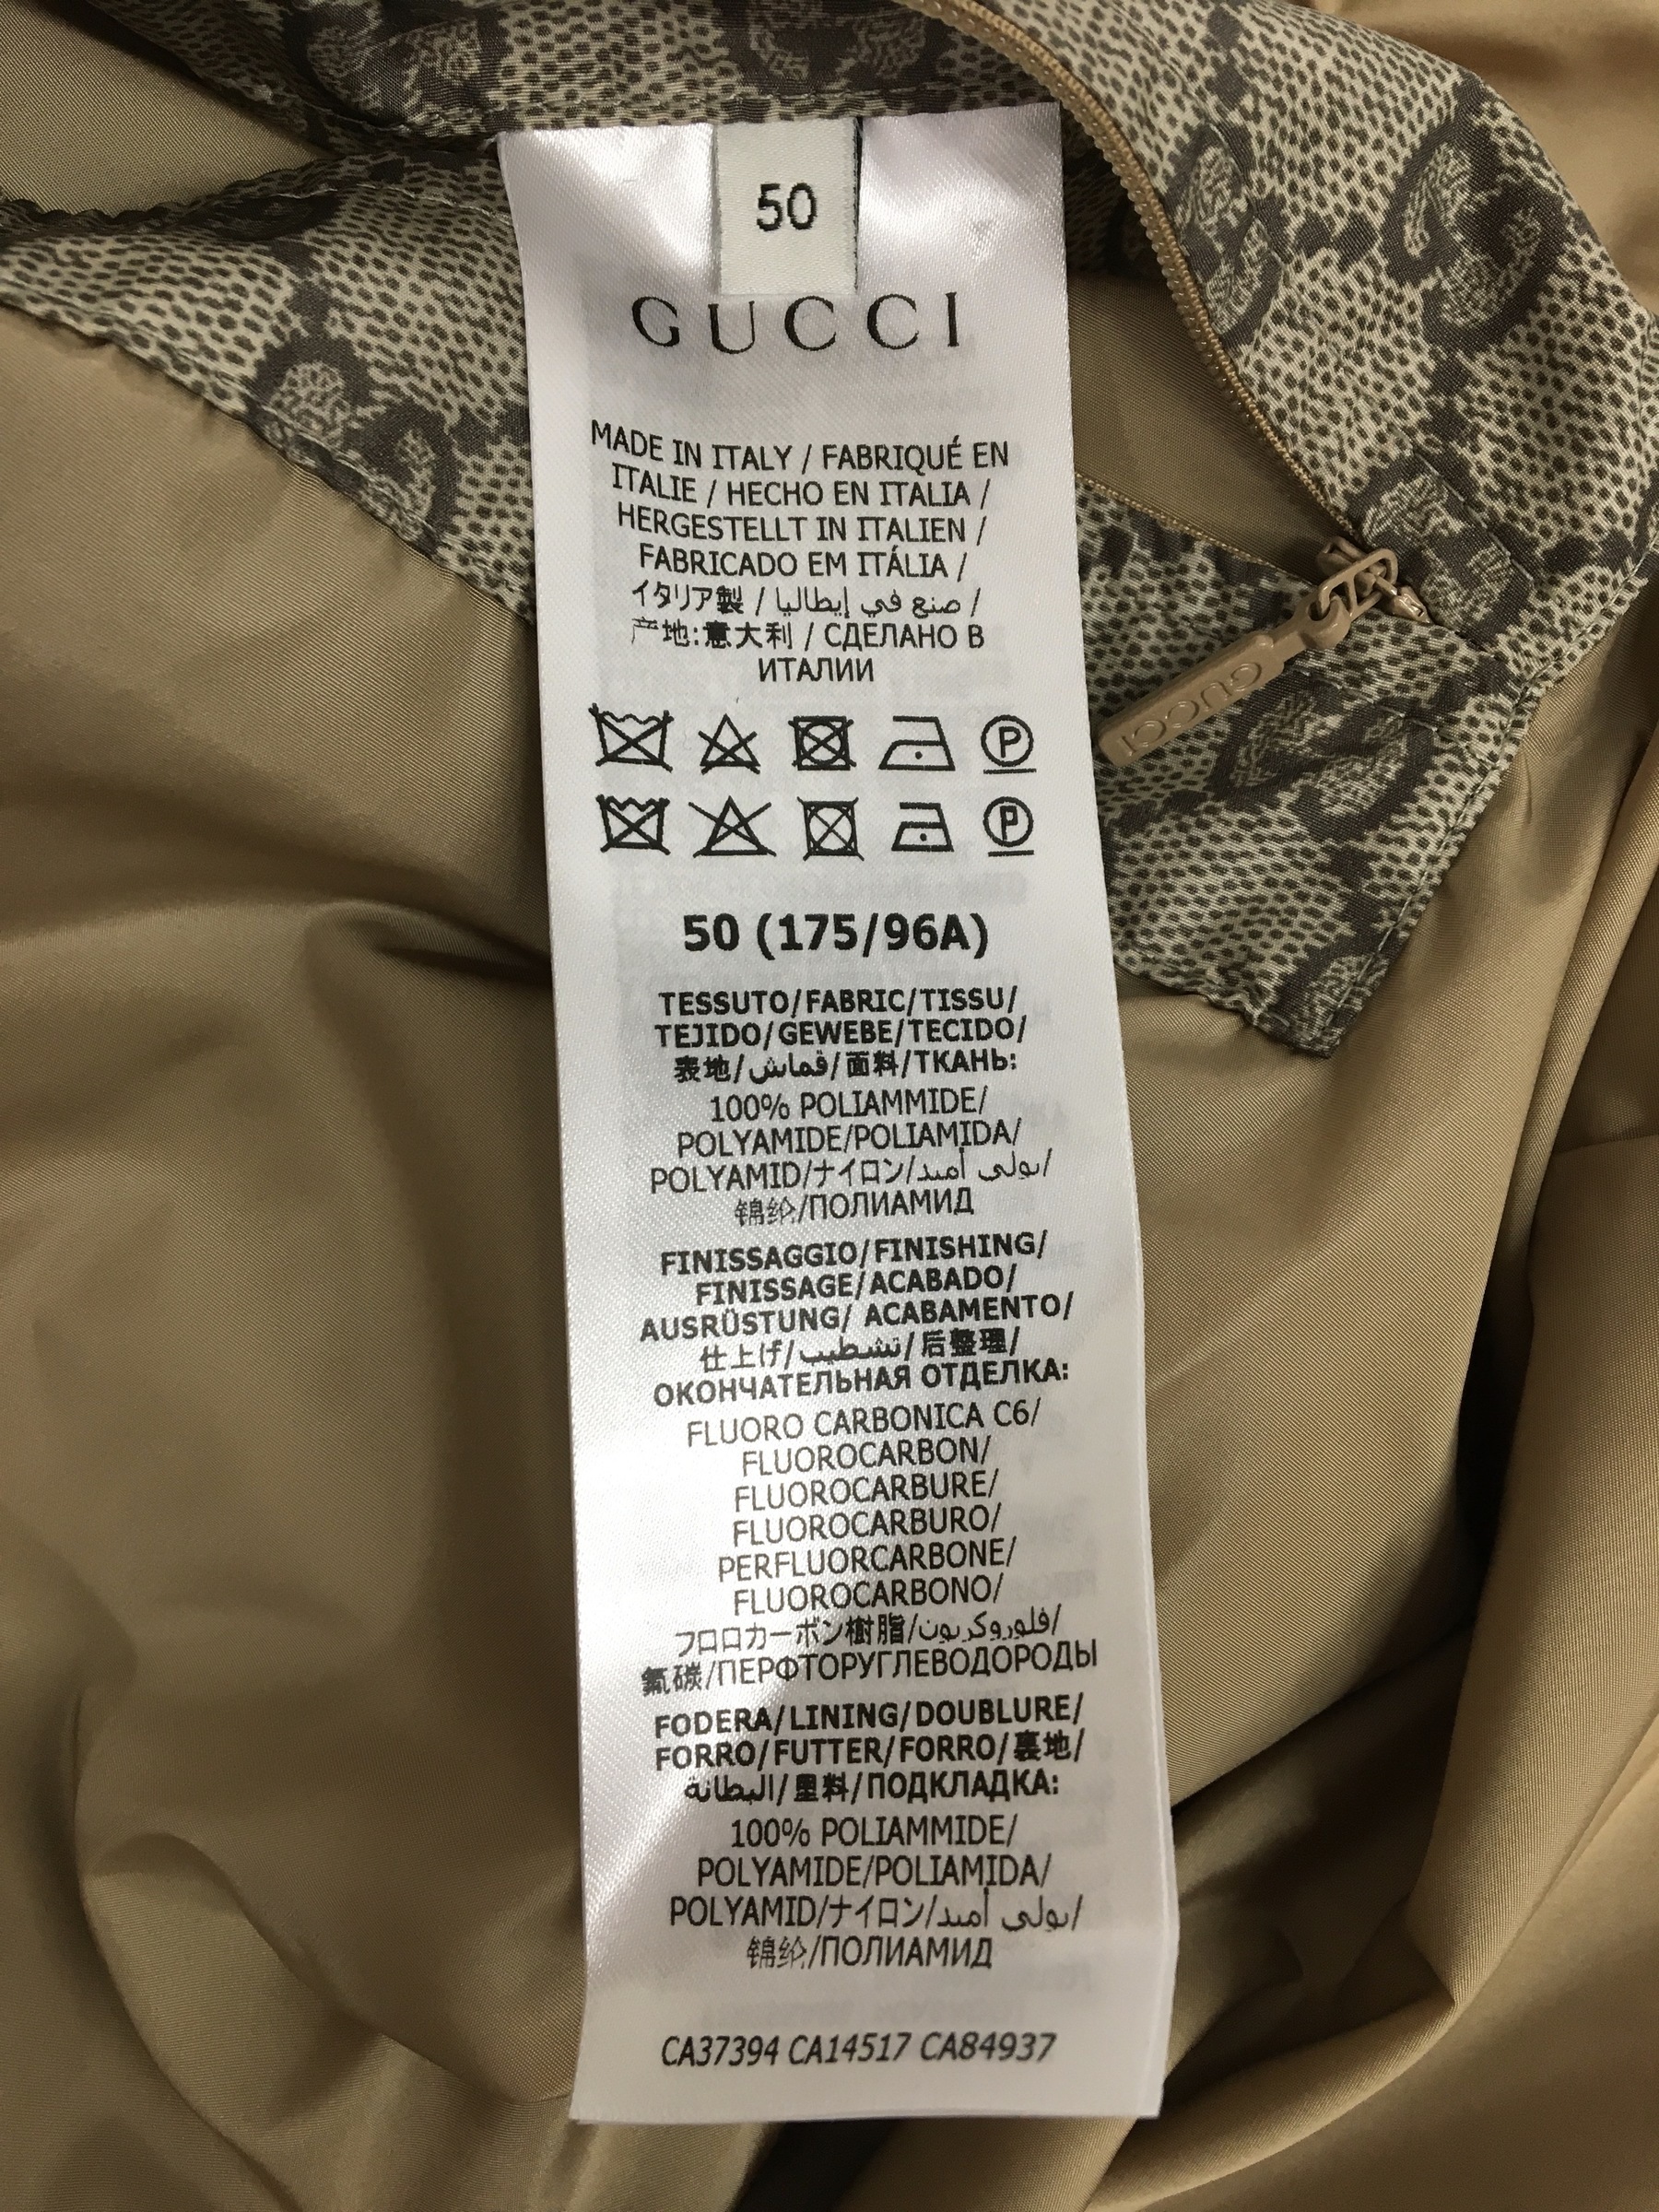 50
GUCCI
MADE IN ITALY / FABRIQUÉ EN
ITALIE / HECHO EN ITALIA /
HERGESTELLT IN ITALIEN /
FABRICADO EM ITÁLIA /
イタリア製 / صنع في إيطاليا /
产地:意大利 / СДЕЛАНО В
ИТАЛИИ
P
P
GUCCI
50 (175/96A)
TESSUTO/FABRIC/TISSU/
TEJIDO/GEWEBE/TECIDO/
表地/قماش/面料/ТКАНЬ:
100% POLIAMMIDE/
POLYAMIDE/POLIAMIDA/
POLYAMID/ナイロン/بولي أميد/
锦纶/ПОЛИАМИД
FINISSAGGIO/FINISHING/
FINISSAGE/ACABADO/
AUSRÜSTUNG/ ACABAMENTO/
仕上げ/تشطيب/后整理/
ОКОНЧАТЕЛЬНАЯ ОТДЕЛКА:
FLUORO CARBONICA C6/
FLUOROCARBON/
FLUOROCARBURE/
FLUOROCARBURO/
PERFLUORCARBONE/
FLUOROCARBONO/
フロロカーボン樹脂/فلوروكربون/
氟碳/ПЕРФТОРУГЛЕВОДОРОДЫ
FODERA/LINING/DOUBLURE/
FORRO/FUTTER/FORRO/裏地/
البطانة/里料/ПОДКЛАДКА:
100% POLIAMMIDE/
POLYAMIDE/POLIAMIDA/
POLYAMID/ナイロン/بولي أميد/
锦纶/ПОЛИАМИД
CA37394 CA14517 CA84937